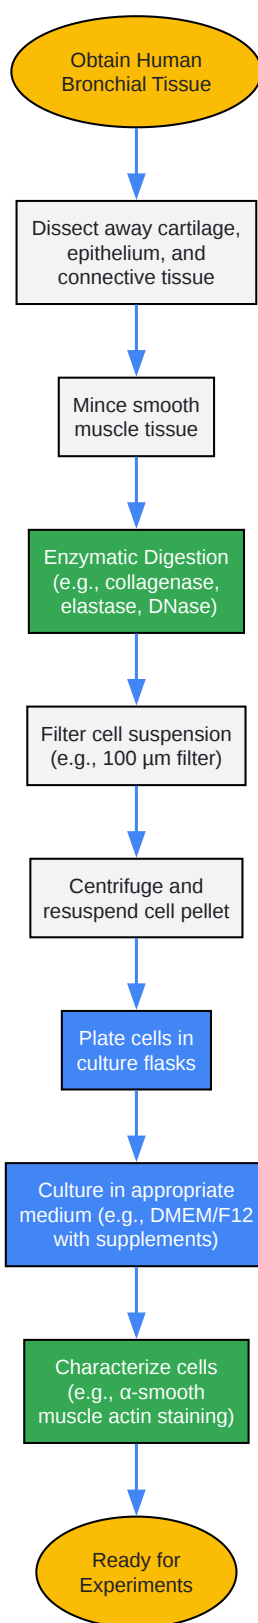 Obtain Human
Bronchial Tissue
Dissect away cartilage,
epithelium, and
connective tissue
Mince smooth
muscle tissue
Enzymatic Digestion
(e.g., collagenase,
elastase, DNase)
Filter cell suspension
(e.g., 100 µm filter)
Centrifuge and
resuspend cell pellet
Plate cells in
culture flasks
Culture in appropriate
medium (e.g., DMEM/F12
with supplements)
Characterize cells
(e.g., α-smooth
muscle actin staining)
Ready for
Experiments